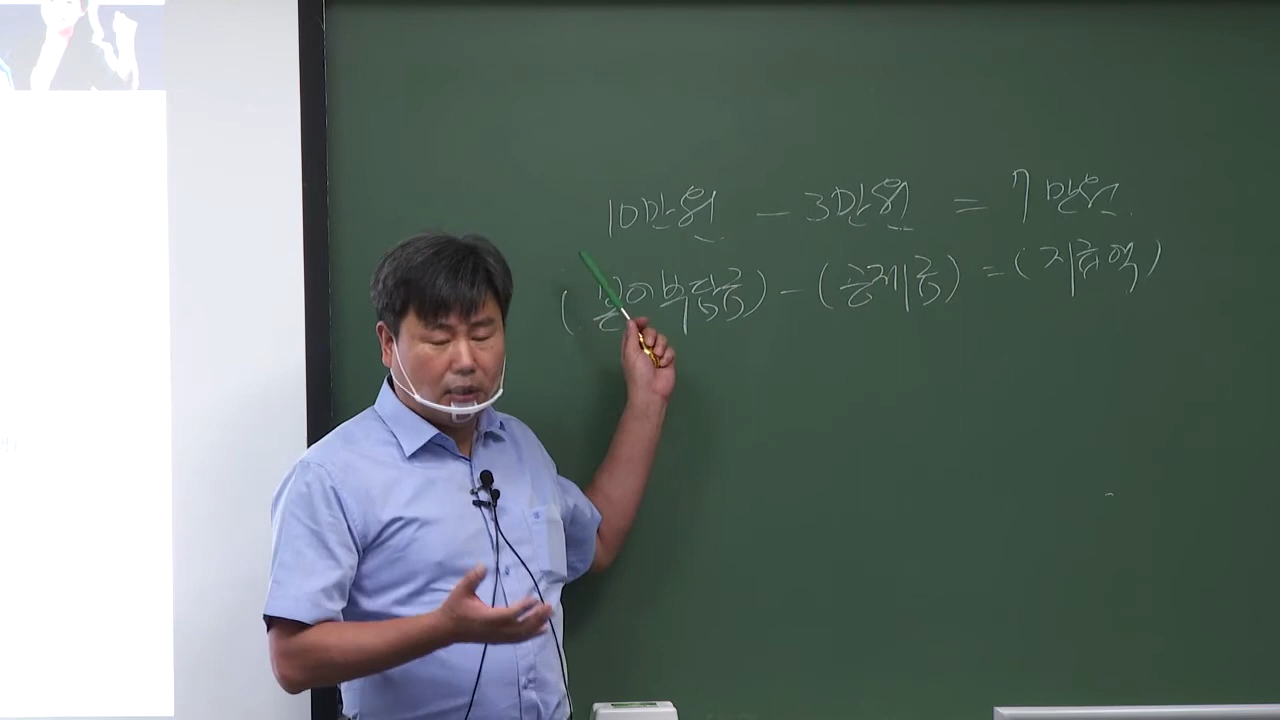 10만원 - 3만원 = 7만원
(본인부담금) - (공제금) = (지급액)